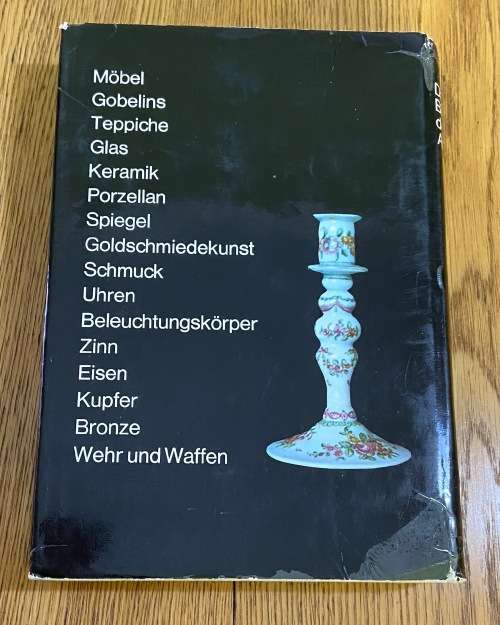 Möbel
Gobelins
Teppiche
Glas
Keramik
Porzellan
Spiegel
Goldschmiedekunst
Schmuck
Uhren
Beleuchtungskörper
Zinn
Eisen
Kupfer
Bronze
Wehr und Waffen